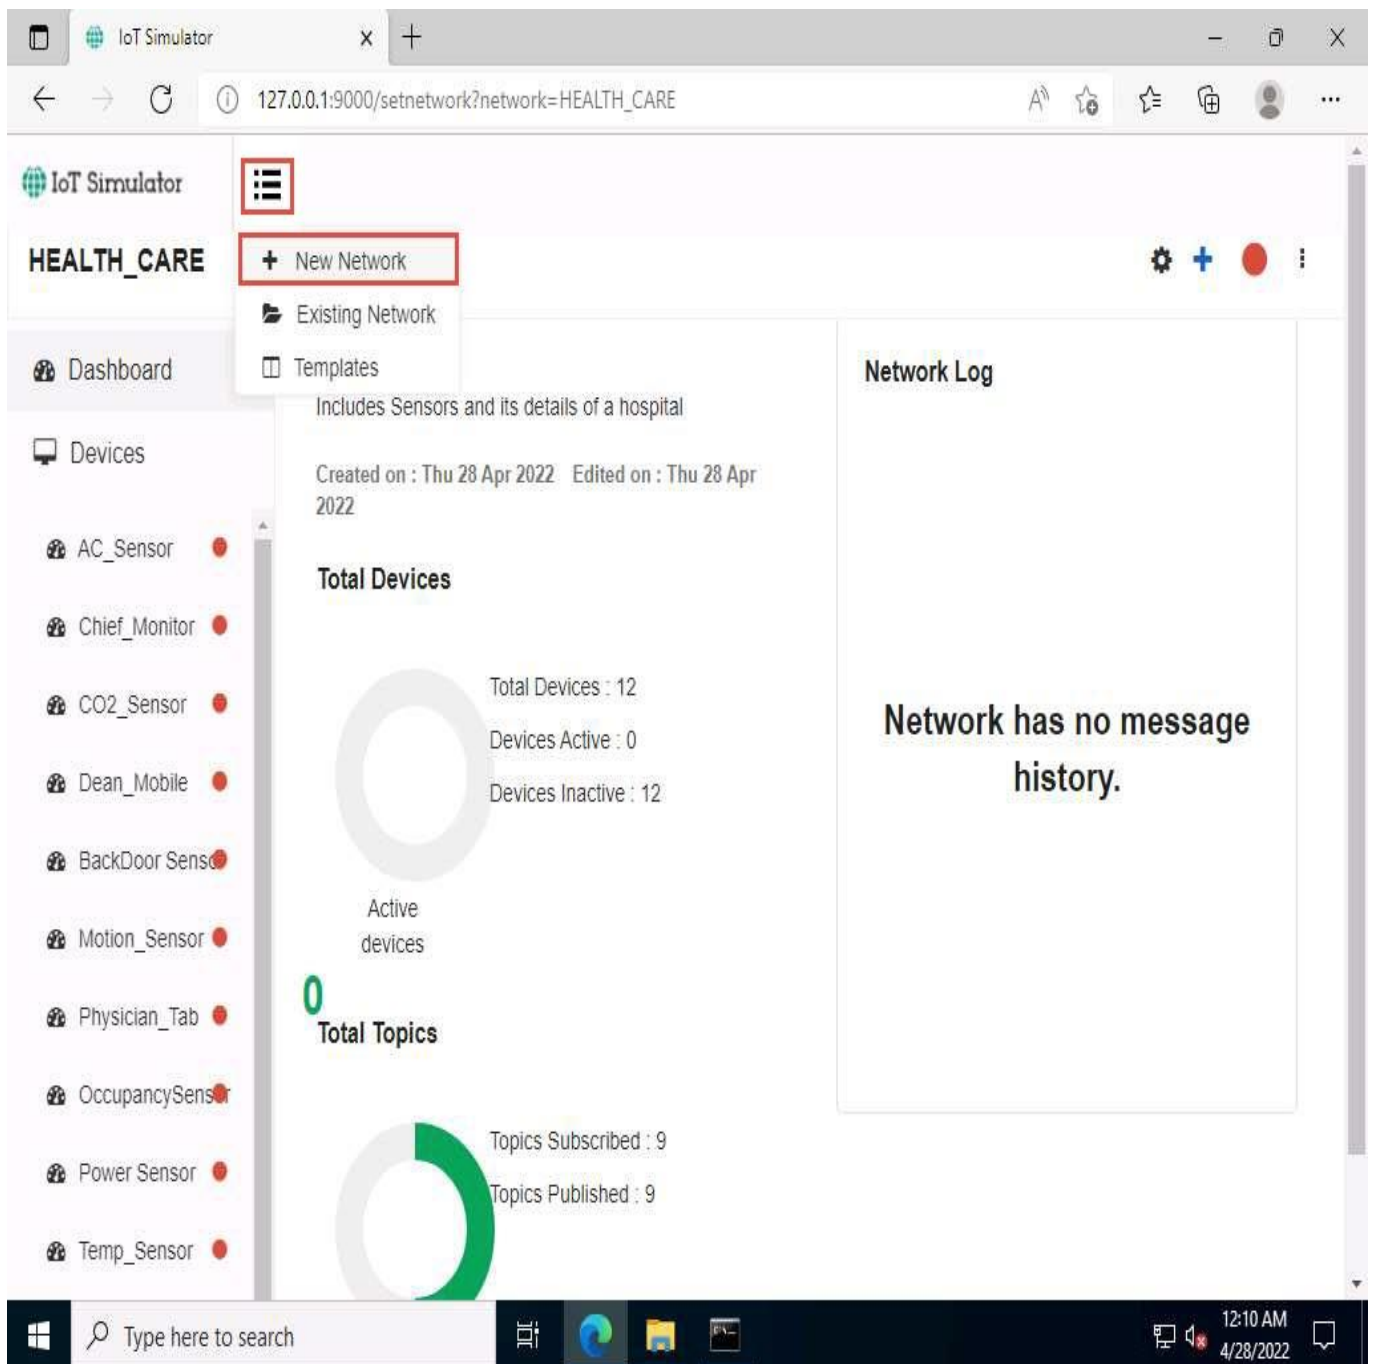 IoT Simulator
127.0.0.1:9000/setnetwork?network=HEALTH_CARE
IoT Simulator
HEALTH_CARE
New Network
Existing Network
Templates
Dashboard
Devices
AC_Sensor
Chief_Monitor
CO2_Sensor
Dean_Mobile
BackDoor Senso
Motion_Sensor
Physician_Tab
OccupancySensor
Power Sensor
Temp_Sensor
Includes Sensors and its details of a hospital
Created on : Thu 28 Apr 2022 Edited on : Thu 28 Apr
2022
Total Devices
Total Devices : 12
Devices Active : 0
Devices Inactive : 12
Active
devices
0
Total Topics
Topics Subscribed : 9
Topics Published : 9
Network Log
Network has no message
history.
Type here to search
12:10 AM
4/28/2022